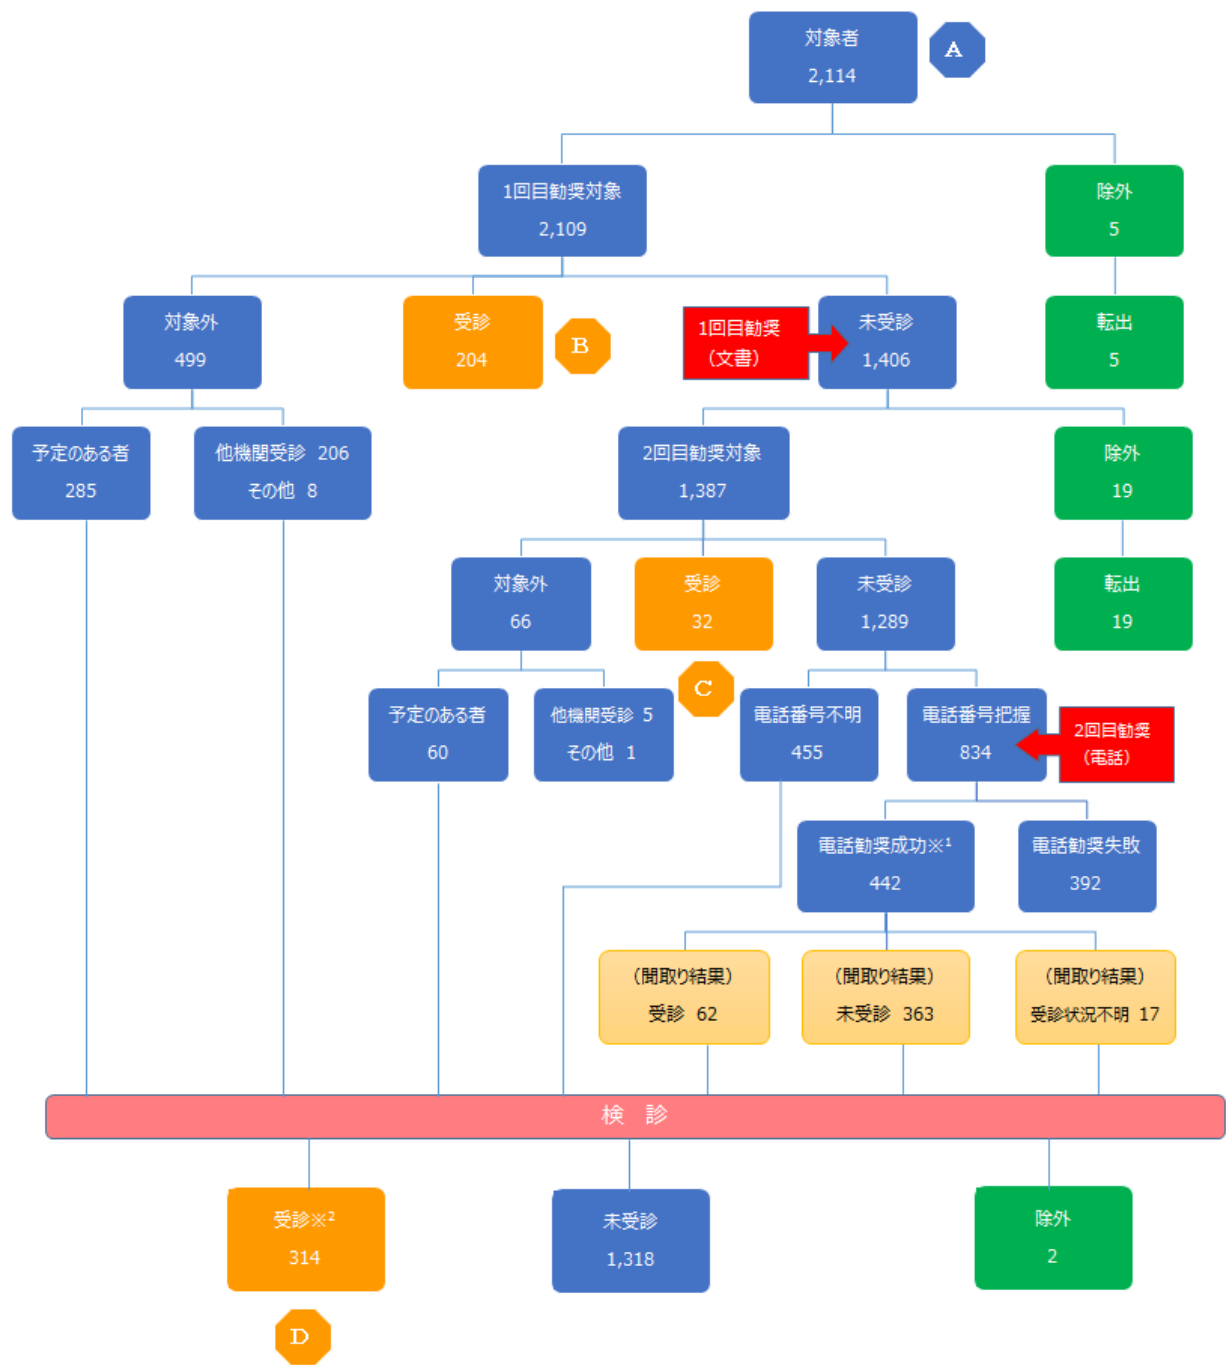 対象者
2,114
A
1回目勧奨対象
2,109
除外
5
対象外
499
受診
204
B
1回目勧奨
（文書）
未受診
1,406
転出
5
予定のある者
285
他機関受診 206
その他 8
2回目勧奨対象
1,387
除外
19
対象外
66
受診
32
未受診
1,289
転出
19
C
予定のある者
60
他機関受診 5
その他 1
電話番号不明
455
電話番号把握
834
2回目勧奨
（電話）
電話勧奨成功※1
442
電話勧奨失敗
392
（聞取り結果）
受診 62
（聞取り結果）
未受診 363
（聞取り結果）
受診状況不明 17
検 診
受診※2
314
未受診
1,318
除外
2
D